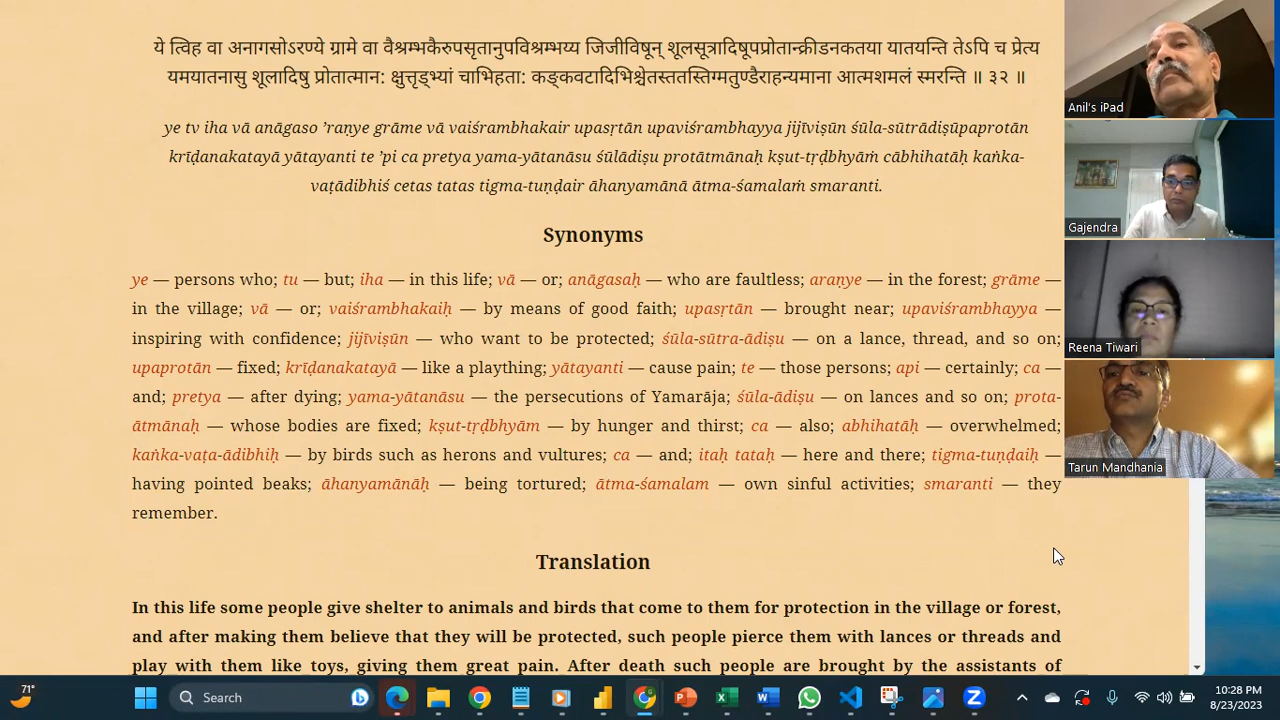 ये त्विह वा अनागसोऽरण्ये ग्रामे वा वैश्रम्भकैरुपसृतानुपविश्रम्भय्य जिजीविषून् शूलसूत्रादिषूपप्रोतान्क्रीडनकतया यातयन्ति तेऽपि च प्रेत्य
यमयातनासु शूलादिषु प्रोतात्मान: क्षुत्तृड्भ्यां चाभिहता: कङ्कवटादिभिश्चेतस्ततस्तिग्मतुण्डैराहन्यमाना आत्मशमलं स्मरन्ति ॥ ३२ ॥
ye tv iha vā anāgaso ’raṇye grāme vā vaiśrambhakair upasṛtān upaviśrambhayya jijīviṣūn śūla-sūtrādiṣūpaprotān
krīḍanakatayā yātayanti te ’pi ca pretya yama-yātanāsu śūlādiṣu protātmānaḥ kṣut-tṛḍbhyāṁ cābhihatāḥ kaṅka-
vaṭādibhiś cetas tatas tigma-tuṇḍair āhanyamānā ātma-śamalaṁ smaranti.
Synonyms
ye — persons who; tu — but; iha — in this life; vā — or; anāgasaḥ — who are faultless; araṇye — in the forest; grāme —
in the village; vā — or; vaiśrambhakaiḥ — by means of good faith; upasṛtān — brought near; upaviśrambhayya —
inspiring with confidence; jijīviṣūn — who want to be protected; śūla-sūtra-ādiṣu — on a lance, thread, and so on;
upaprotān — fixed; krīḍanakatayā — like a plaything; yātayanti — cause pain; te — those persons; api — certainly; ca —
and; pretya — after dying; yama-yātanāsu — the persecutions of Yamarāja; śūla-ādiṣu — on lances and so on; prota-
ātmānaḥ — whose bodies are fixed; kṣut-tṛḍbhyām — by hunger and thirst; ca — also; abhihatāḥ — overwhelmed;
kaṅka-vaṭa-ādibhiḥ — by birds such as herons and vultures; ca — and; itaḥ tataḥ — here and there; tigma-tuṇḍaiḥ —
having pointed beaks; āhanyamānāḥ — being tortured; ātma-śamalam — own sinful activities; smaranti — they
remember.
Translation
In this life some people give shelter to animals and birds that come to them for protection in the village or forest,
and after making them believe that they will be protected, such people pierce them with lances or threads and
play with them like toys, giving them great pain. After death such people are brought by the assistants of
Anil's iPad
Gajendra
Reena Tiwari
Tarun Mandhania
71°
Search
10:28 PM
8/23/2023